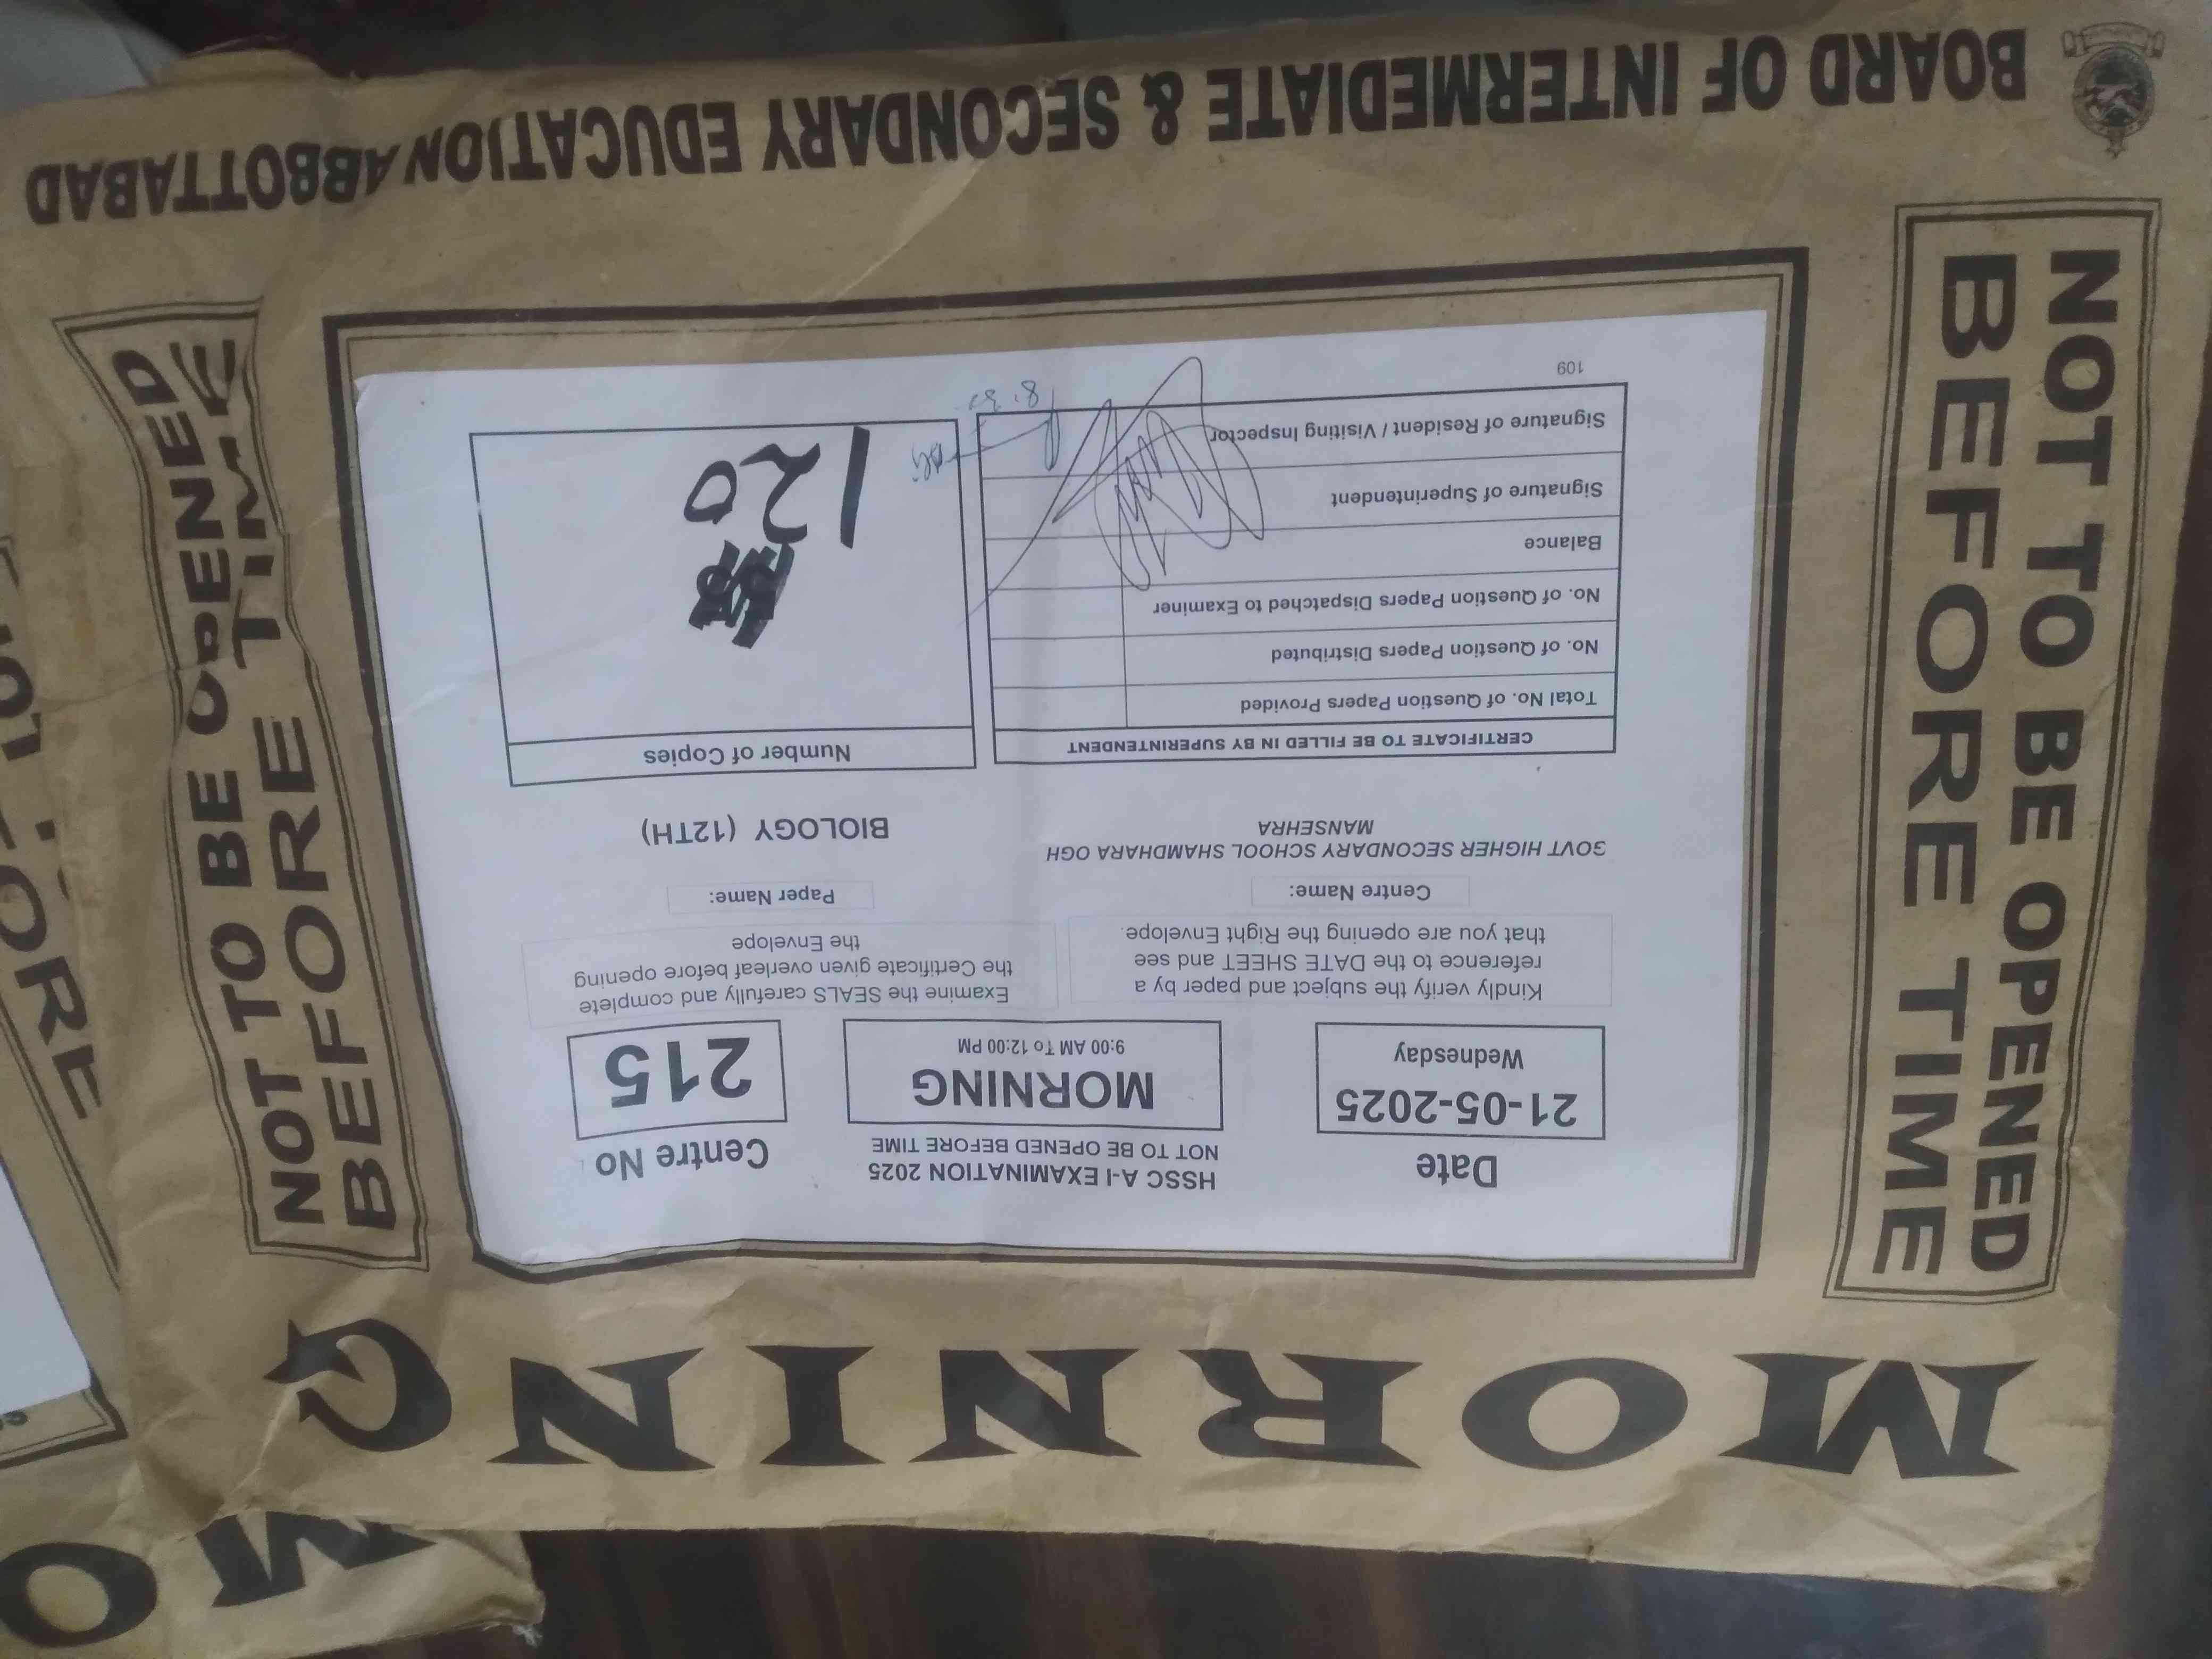 BOARD OF INTERMEDIATE & SECONDARY EDUCATION ABBOTTABAD
NOT TO BE OPENED
BEFORE TIME
109
Signature of Resident / Visiting Inspector
Signature of Superintendent
Balance
No. of Question Papers Dispatched to Examiner
No. of Question Papers Distributed
Total No. of Question Papers Provided
CERTIFICATE TO BE FILLED IN BY SUPERINTENDENT
120
Number of Copies
GOVT HIGHER SECONDARY SCHOOL SHAMDHARA OGH
MANSEHRA
BIOLOGY (12TH)
Centre Name:
Paper Name:
Kindly verify the subject and paper by a
reference to the DATE SHEET and see
that you are opening the Right Envelope.
Examine the SEALS carefully and complete
the Certificate given overleaf before opening
the Envelope
Date
21-05-2025
Wednesday
HSSC A-I EXAMINATION 2025
NOT TO BE OPENED BEFORE TIME
MORNING
9:00 AM To 12:00 PM
Centre No
215
NOT TO BE OPENED
BEFORE TIME
MORNING
MO